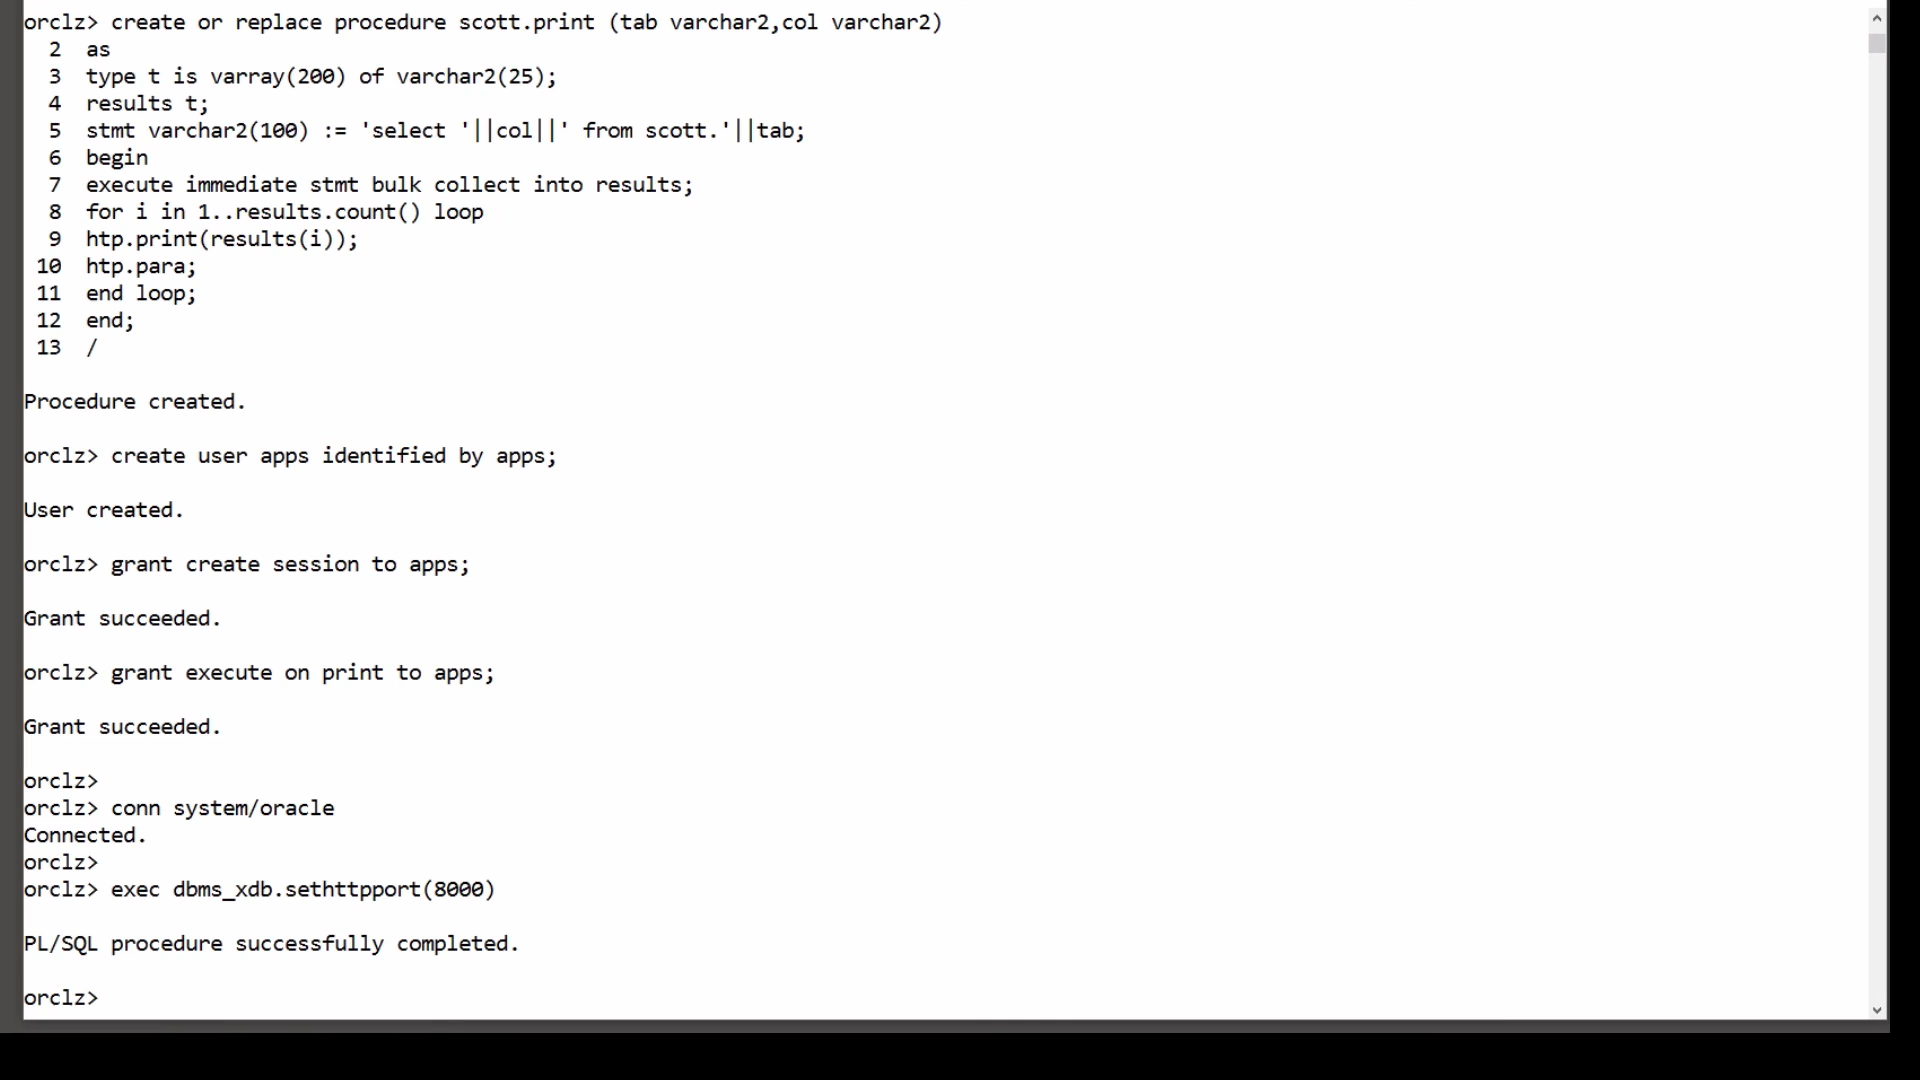 orclz> create or replace procedure scott.print (tab varchar2,col varchar2)
2 as
3 type t is varray(200) of varchar2(25);
4 results t;
5 stmt varchar2(100) := 'select '||col||' from scott.'||tab;
6 begin
7 execute immediate stmt bulk collect into results;
8 for i in 1..results.count() loop
9 htp.print(results(i));
10 htp.para;
11 end loop;
12 end;
13 /
Procedure created.
orclz> create user apps identified by apps;
User created.
orclz> grant create session to apps;
Grant succeeded.
orclz> grant execute on print to apps;
Grant succeeded.
orclz>
orclz> conn system/oracle
Connected.
orclz>
orclz> exec dbms_xdb.sethttpport(8000)
PL/SQL procedure successfully completed.
orclz>